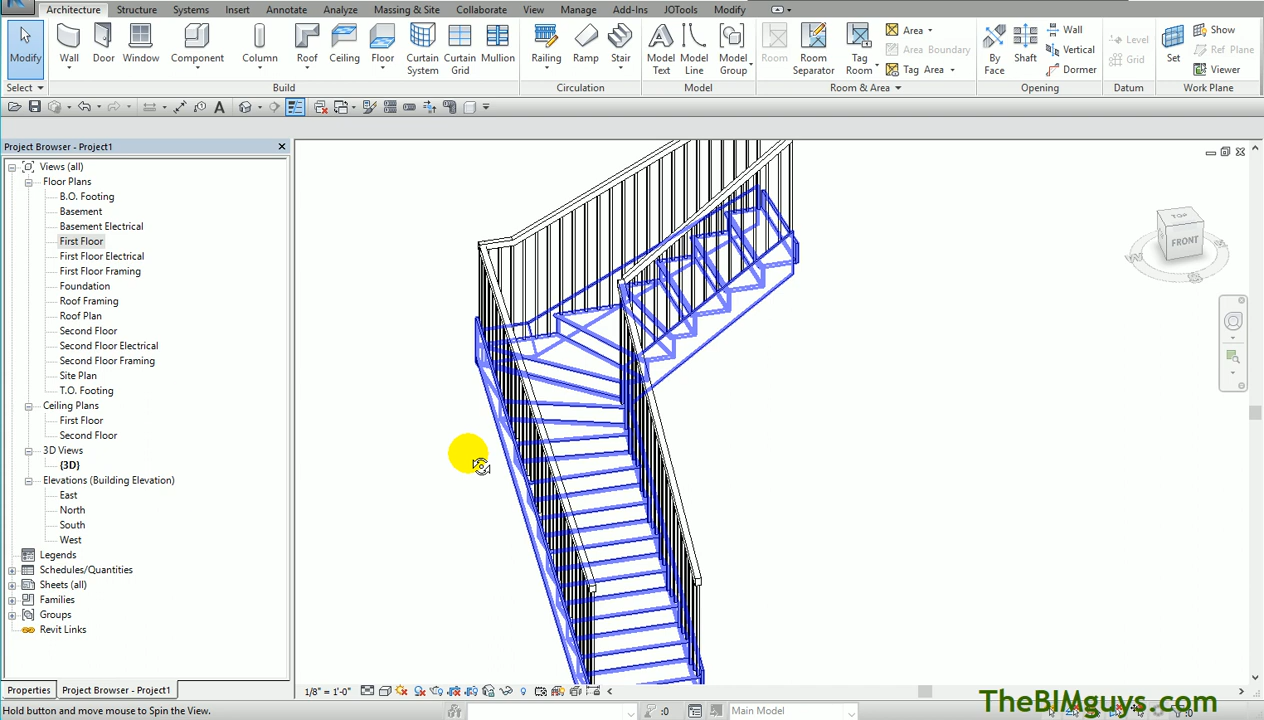 Architecture Structure Systems Insert Annotate Analyze Massing & Site Collaborate View Manage Add-Ins JOTools Modify
Modify Wall Door Window Component Column Roof Ceiling Floor Curtain System Curtain Grid Mullion Railing Ramp Stair Model Text Model Line Model Group Room Room Separator Tag Room Area Area Boundary Tag Area By Face Shaft Wall Vertical Dormer Level Grid Set Show Ref Plane Viewer
Select Build Circulation Model Room & Area Opening Datum Work Plane
Project Browser - Project1
Views (all)
Floor Plans
B.O. Footing
Basement
Basement Electrical
First Floor
First Floor Electrical
First Floor Framing
Foundation
Roof Framing
Roof Plan
Second Floor
Second Floor Electrical
Second Floor Framing
Site Plan
T.O. Footing
Ceiling Plans
First Floor
Second Floor
3D Views
{3D}
Elevations (Building Elevation)
East
North
South
West
Legends
Schedules/Quantities
Sheets (all)
Families
Groups
Revit Links
TOP
FRONT
W
S
Properties Project Browser - Project1
1/8" = 1'-0"
TheBIMguys.com
Hold button and move mouse to Spin the View.
:0 Main Model :0